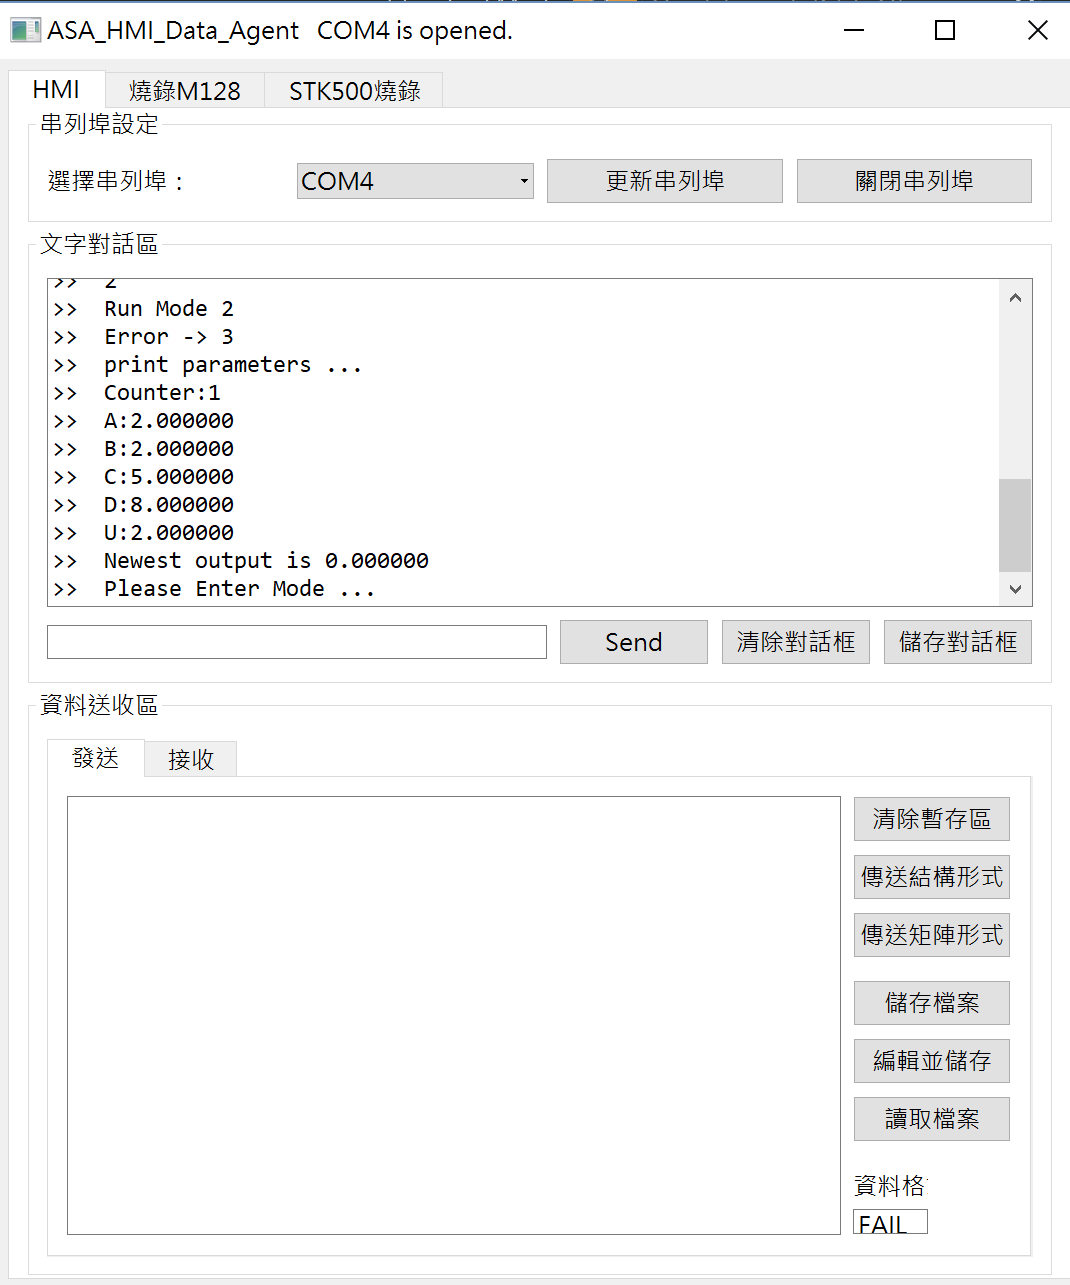 ASA_HMI_Data_Agent COM4 is opened.
HMI 燒錄M128 STK500燒錄
串列埠設定
選擇串列埠： COM4 更新串列埠 關閉串列埠
文字對話區
>> 2
>> Run Mode 2
>> Error -> 3
>> print parameters ...
>> Counter:1
>> A:2.000000
>> B:2.000000
>> C:5.000000
>> D:8.000000
>> U:2.000000
>> Newest output is 0.000000
>> Please Enter Mode ...
Send 清除對話框 儲存對話框
資料送收區
發送 接收
清除暫存區
傳送結構形式
傳送矩陣形式
儲存檔案
編輯並儲存
讀取檔案
資料格
FAIL